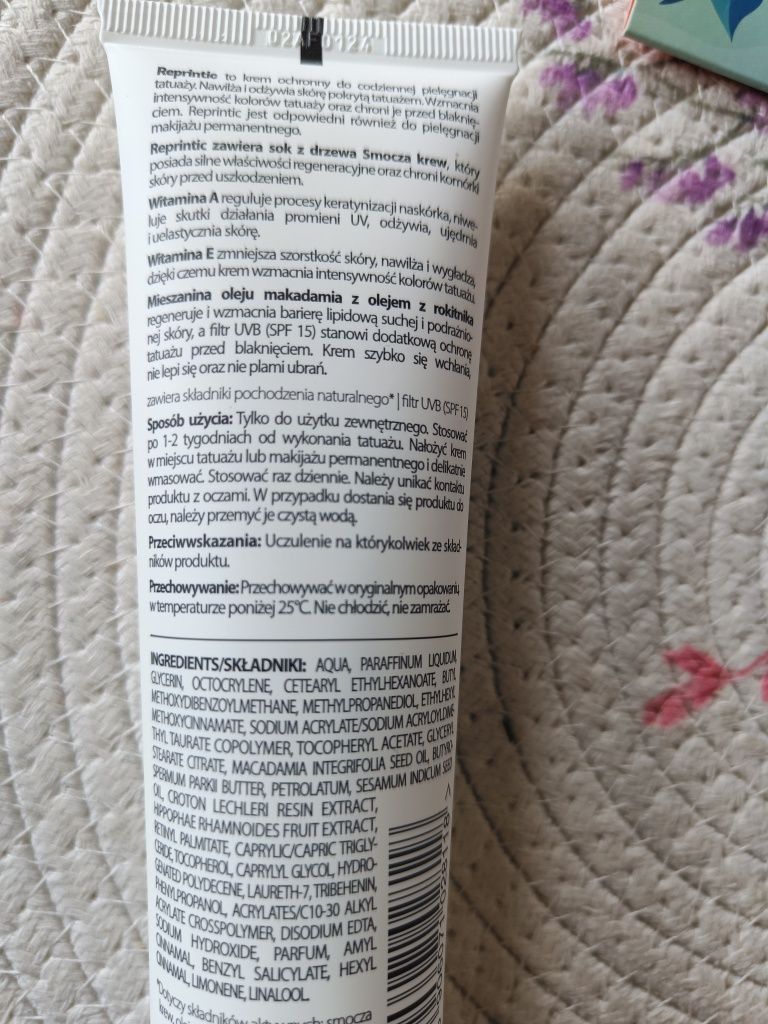 02A 0124
Reprintic to krem ochronny do codziennej pielęgnacji
tatuaży. Nawilża i odżywia skórę pokrytą tatuażem. Wzmacnia
intensywność kolorów tatuaży oraz chroni je przed blaknię-
ciem. Reprintic jest odpowiedni również do pielęgnacji
makijażu permanentnego.
Reprintic zawiera sok z drzewa Smocza krew, który
posiada silne właściwości regeneracyjne oraz chroni komórki
skóry przed uszkodzeniem.
Witamina A reguluje procesy keratynizacji naskórka, niwe-
luje skutki działania promieni UV, odżywia, ujędrnia
i uelastycznia skórę.
Witamina E zmniejsza szorstkość skóry, nawilża i wygładza,
dzięki czemu krem wzmacnia intensywność kolorów tatuażu.
Mieszanina oleju makadamia z olejem z rokitnika
regeneruje i wzmacnia barierę lipidową suchej i podrażnio-
nej skóry, a filtr UVB (SPF 15) stanowi dodatkową ochronę
tatuażu przed blaknięciem. Krem szybko się wchłania,
nie lepi się oraz nie plami ubrań.
zawiera składniki pochodzenia naturalnego* | filtr UVB (SPF 15)
Sposób użycia: Tylko do użytku zewnętrznego. Stosować
po 1-2 tygodniach od wykonania tatuażu. Nałożyć krem
w miejscu tatuażu lub makijażu permanentnego i delikatnie
wmasować. Stosować raz dziennie. Należy unikać kontaktu
produktu z oczami. W przypadku dostania się produktu do
oczu, należy przemyć je czystą wodą.
Przeciwwskazania: Uczulenie na którykolwiek ze skład-
ników produktu.
Przechowywanie: Przechowywać w oryginalnym opakowaniu,
w temperaturze poniżej 25°C. Nie chłodzić, nie zamrażać.
INGREDIENTS/SKŁADNIKI: AQUA, PARAFFINUM LIQUIDUM,
GLYCERIN, OCTOCRYLENE, CETEARYL ETHYLHEXANOATE, BUTYL
METHOXYDIBENZOYLMETHANE, METHYLPROPANEDIOL, ETHYLHEXYL
METHOXYCINNAMATE, SODIUM ACRYLATE/SODIUM ACRYLOYLDIME
THYL TAURATE COPOLYMER, TOCOPHERYL ACETATE, GLYCERYL
STEARATE CITRATE, MACADAMIA INTEGRIFOLIA SEED OIL, BUTYRO-
SPERMUM PARKII BUTTER, PETROLATUM, SESAMUM INDICUM SEED
OIL, CROTON LECHLERI RESIN EXTRACT,
HIPPOPHAE RHAMNOIDES FRUIT EXTRACT,
RETINYL PALMITATE, CAPRYLIC/CAPRIC TRIGLY-
CERIDE, TOCOPHEROL, CAPRYLYL GLYCOL, HYDRO-
GENATED POLYDECENE, LAURETH-7, TRIBEHENIN,
PHENYLPROPANOL, ACRYLATES/C10-30 ALKYL
ACRYLATE CROSSPOLYMER, DISODIUM EDTA,
SODIUM HYDROXIDE, PARFUM, AMYL
CINNAMAL, BENZYL SALICYLATE, HEXYL
CINNAMAL, LIMONENE, LINALOOL.
*Dotyczy składników aktywnych: smocza